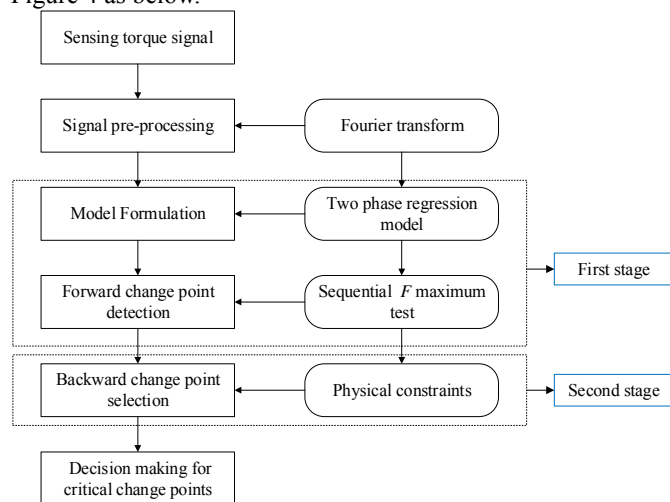 Figure 4 as below.
Sensing torque signal
Signal pre-processing
Fourier transform
Model Formulation
Two phase regression
model
First stage
Forward change point
detection
Sequential F maximum
test
Backward change point
selection
Physical constraints
Second stage
Decision making for
critical change points